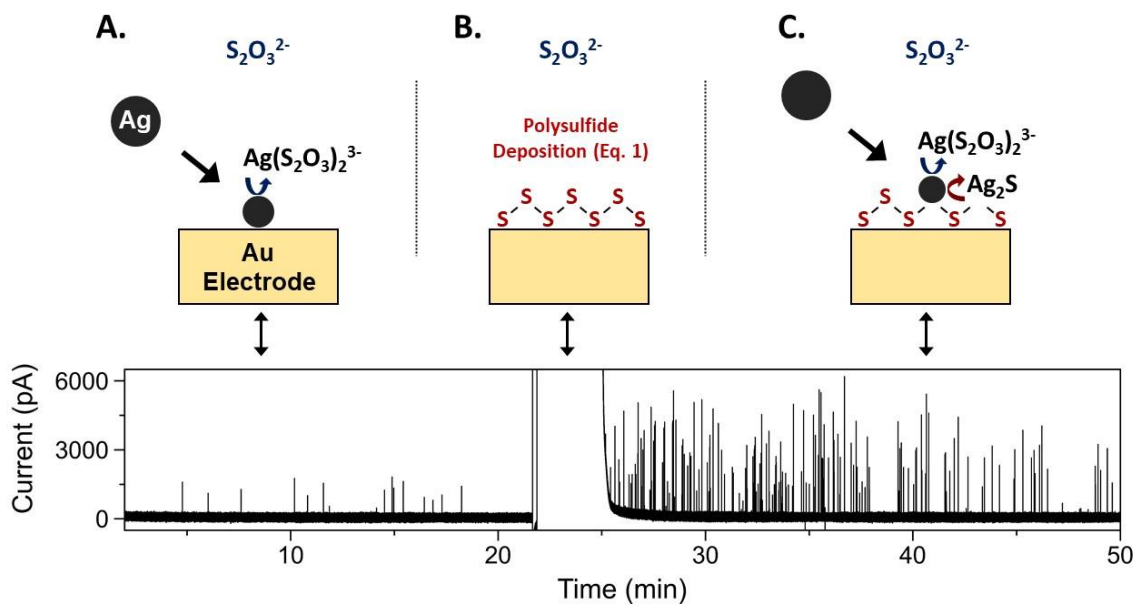 A.
B.
C.
S₂O₃²⁻
S₂O₃²⁻
S₂O₃²⁻
Ag
Ag(S₂O₃)₂³⁻
Polysulfide
Deposition (Eq. 1)
Ag(S₂O₃)₂³⁻
Ag₂S
S S S
S S S S
S
S S S S
Au
Electrode
Current (pA)
6000
3000
0
10
20
30
40
50
Time (min)